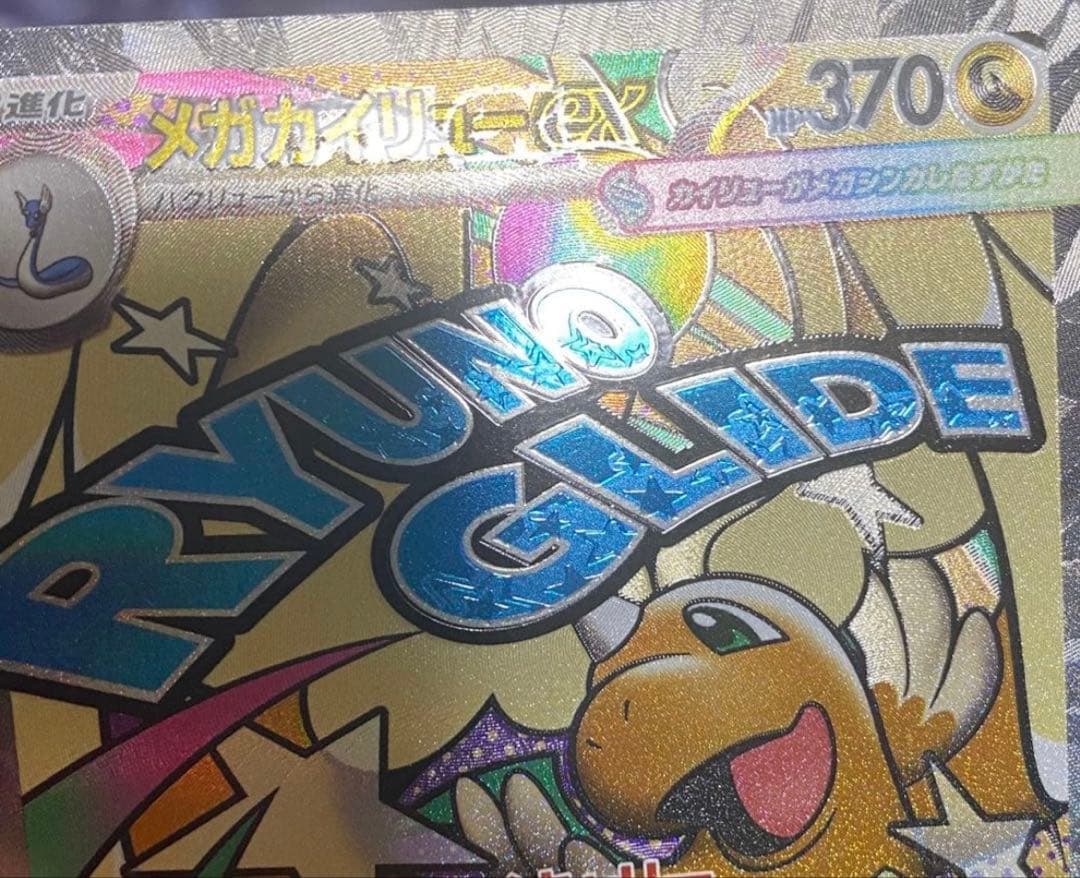 進化
メガカイリューex
HP 370
ハクリューから進化
カイリューがメガシンカしたすがた
RYUNO
GLIDE